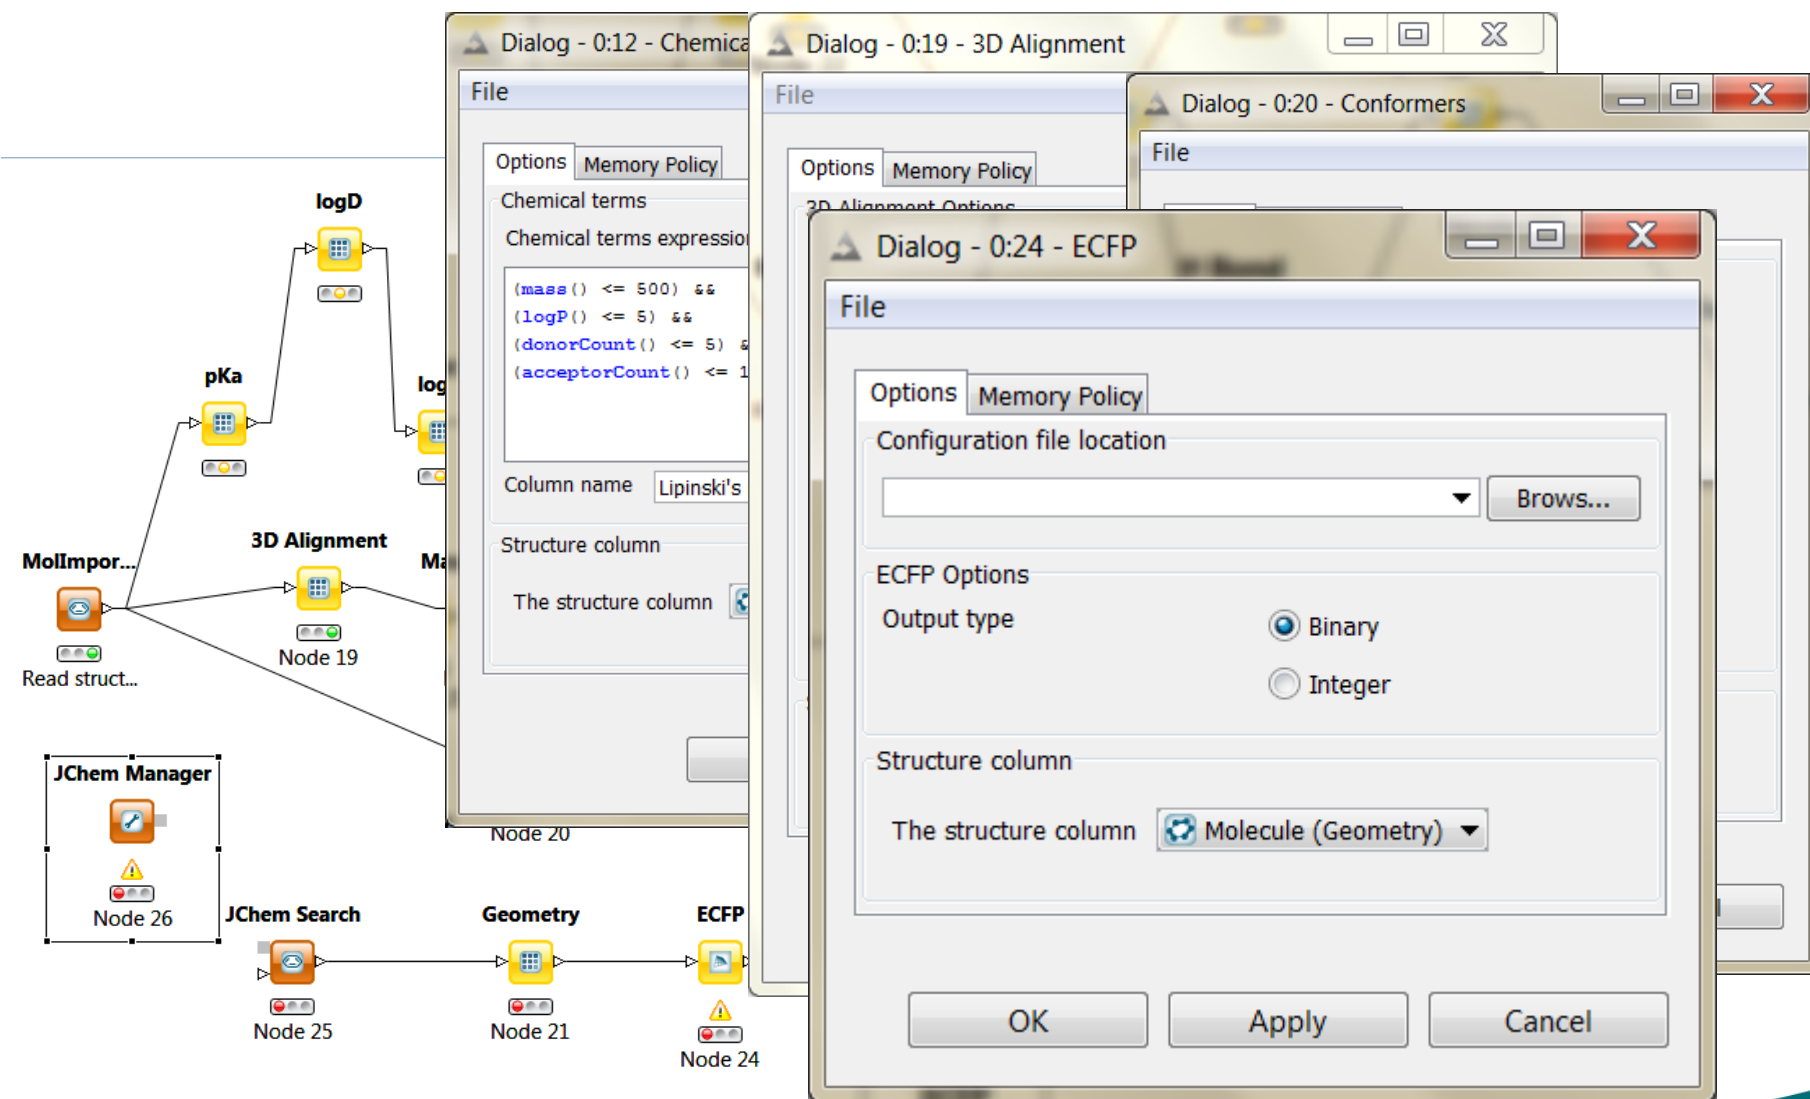 Dialog - 0:12 - Chemica
File
Options
Memory Policy
Chemical terms
Chemical terms expression
(mass() <= 500) &&
(logP() <= 5) &&
(donorCount() <= 5) &
(acceptorCount() <= 1
Column name
Lipinski's
Structure column
The structure column
Dialog - 0:19 - 3D Alignment
File
Options
Memory Policy
3D Alignment Options
Dialog - 0:20 - Conformers
File
Dialog - 0:24 - ECFP
File
Options
Memory Policy
Configuration file location
Brows...
ECFP Options
Output type
Binary
Integer
Structure column
The structure column
Molecule (Geometry)
OK
Apply
Cancel
logD
pKa
log
3D Alignment
Node 19
MolImpor...
Read struct...
Ma
JChem Manager
Node 26
Node 20
JChem Search
Node 25
Geometry
Node 21
ECFP
Node 24